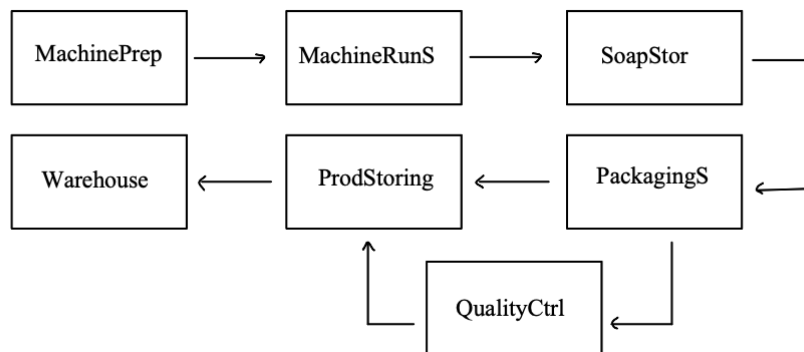 MachinePrep
MachineRunS
SoapStor
Warehouse
ProdStoring
PackagingS
QualityCtrl